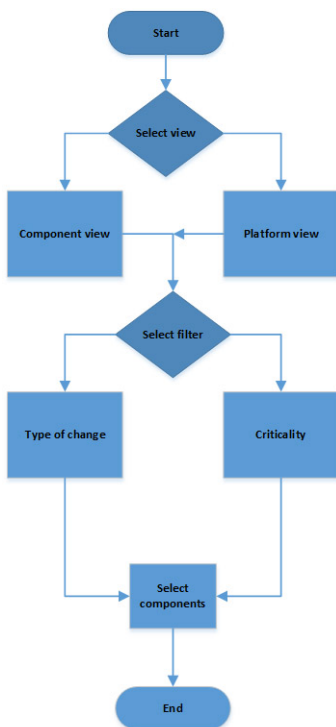 Start
Select view
Component view
Platform view
Select filter
Type of change
Criticality
Select
components
End